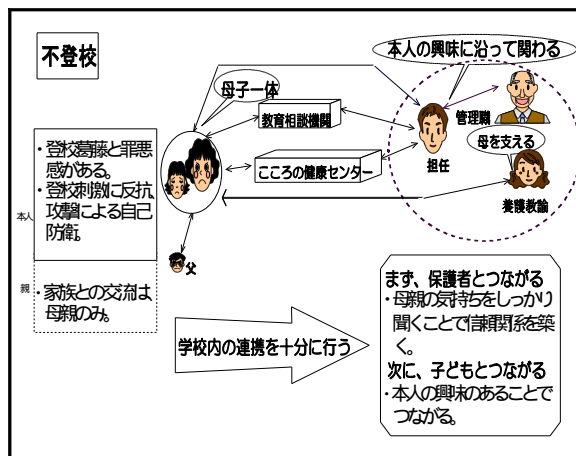 不登校
本人の興味に沿って関わる
母子一体
教育相談機関
管理職
母を支える
担任
こころの健康センター
養護教諭
父
本人
・登校葛藤と罪悪
感がある。
・登校刺激に反抗、
攻撃による自己
防衛。
親
・家族との交流は
母親のみ。
学校内の連携を十分に行う
まず、保護者とつながる
・母親の気持ちをしっかり
聞くことで信頼関係を築
く。
次に、子どもとつながる
・本人の興味のあることで
つながる。